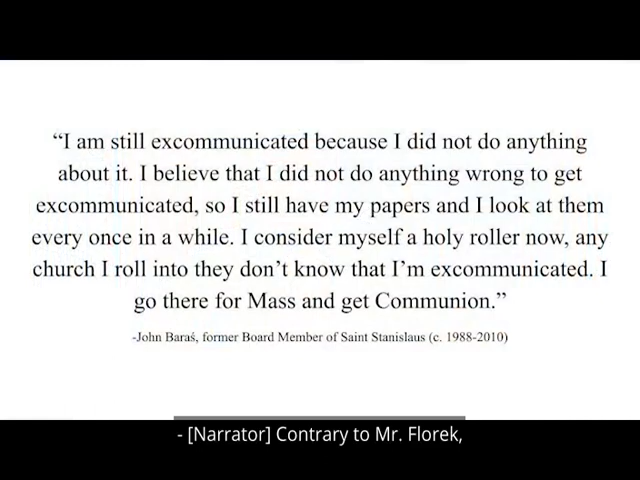 “I am still excommunicated because I did not do anything
about it. I believe that I did not do anything wrong to get
excommunicated, so I still have my papers and I look at them
every once in a while. I consider myself a holy roller now, any
church I roll into they don’t know that I’m excommunicated. I
go there for Mass and get Communion.”
-John Baraś, former Board Member of Saint Stanislaus (c. 1988-2010)
- [Narrator] Contrary to Mr. Florek,